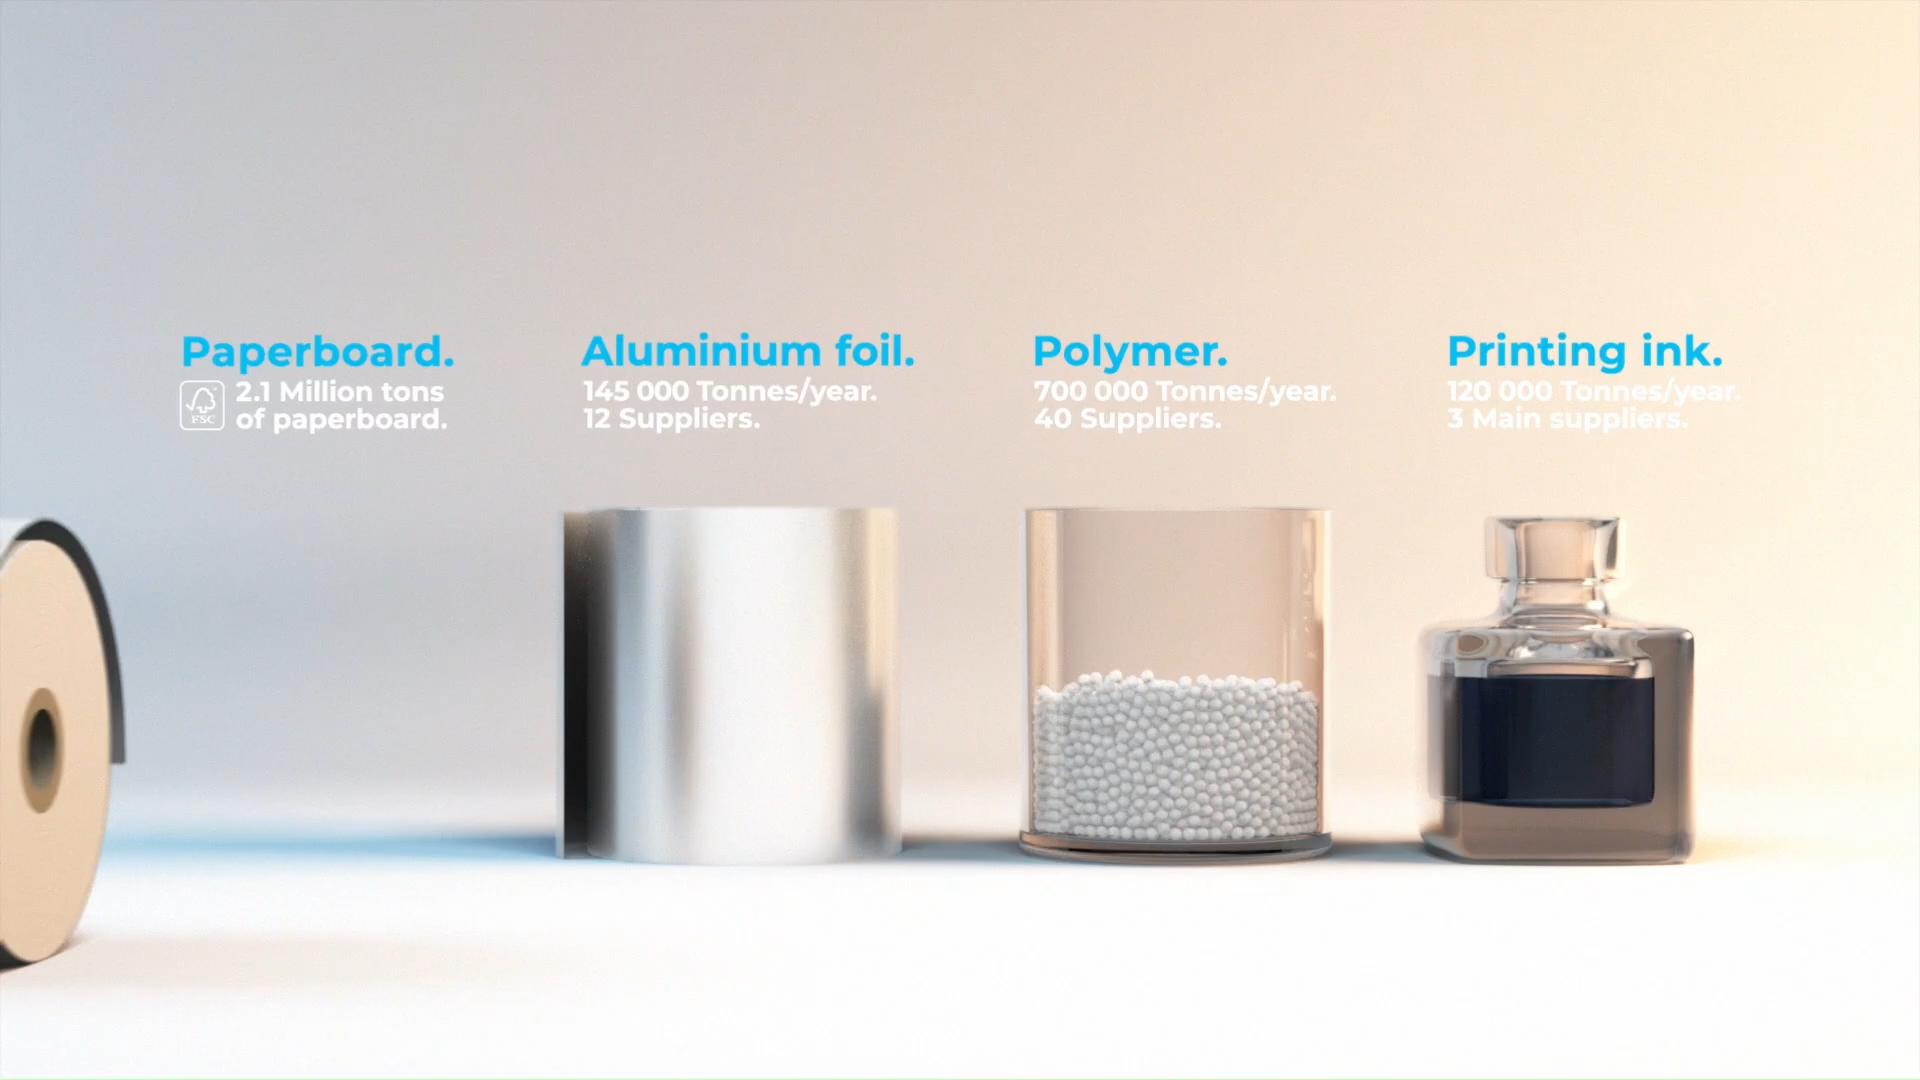 Paperboard.
FSC
2.1 Million tons
of paperboard.
Aluminium foil.
145 000 Tonnes/year.
12 Suppliers.
Polymer.
700 000 Tonnes/year.
40 Suppliers.
Printing ink.
120 000 Tonnes/year.
3 Main suppliers.